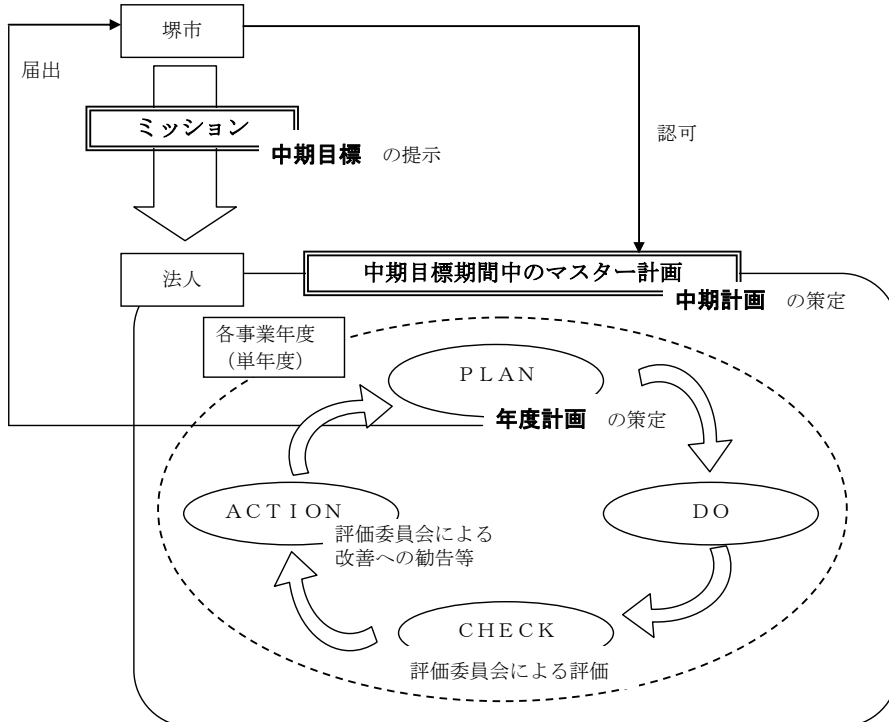 堺市
届出
ミッション
中期目標 の提示
認可
法人
中期目標期間中のマスター計画
中期計画 の策定
各事業年度
（単年度）
ＰＬＡＮ
年度計画 の策定
ＡＣＴＩＯＮ
ＤＯ
評価委員会による
改善への勧告等
ＣＨＥＣＫ
評価委員会による評価